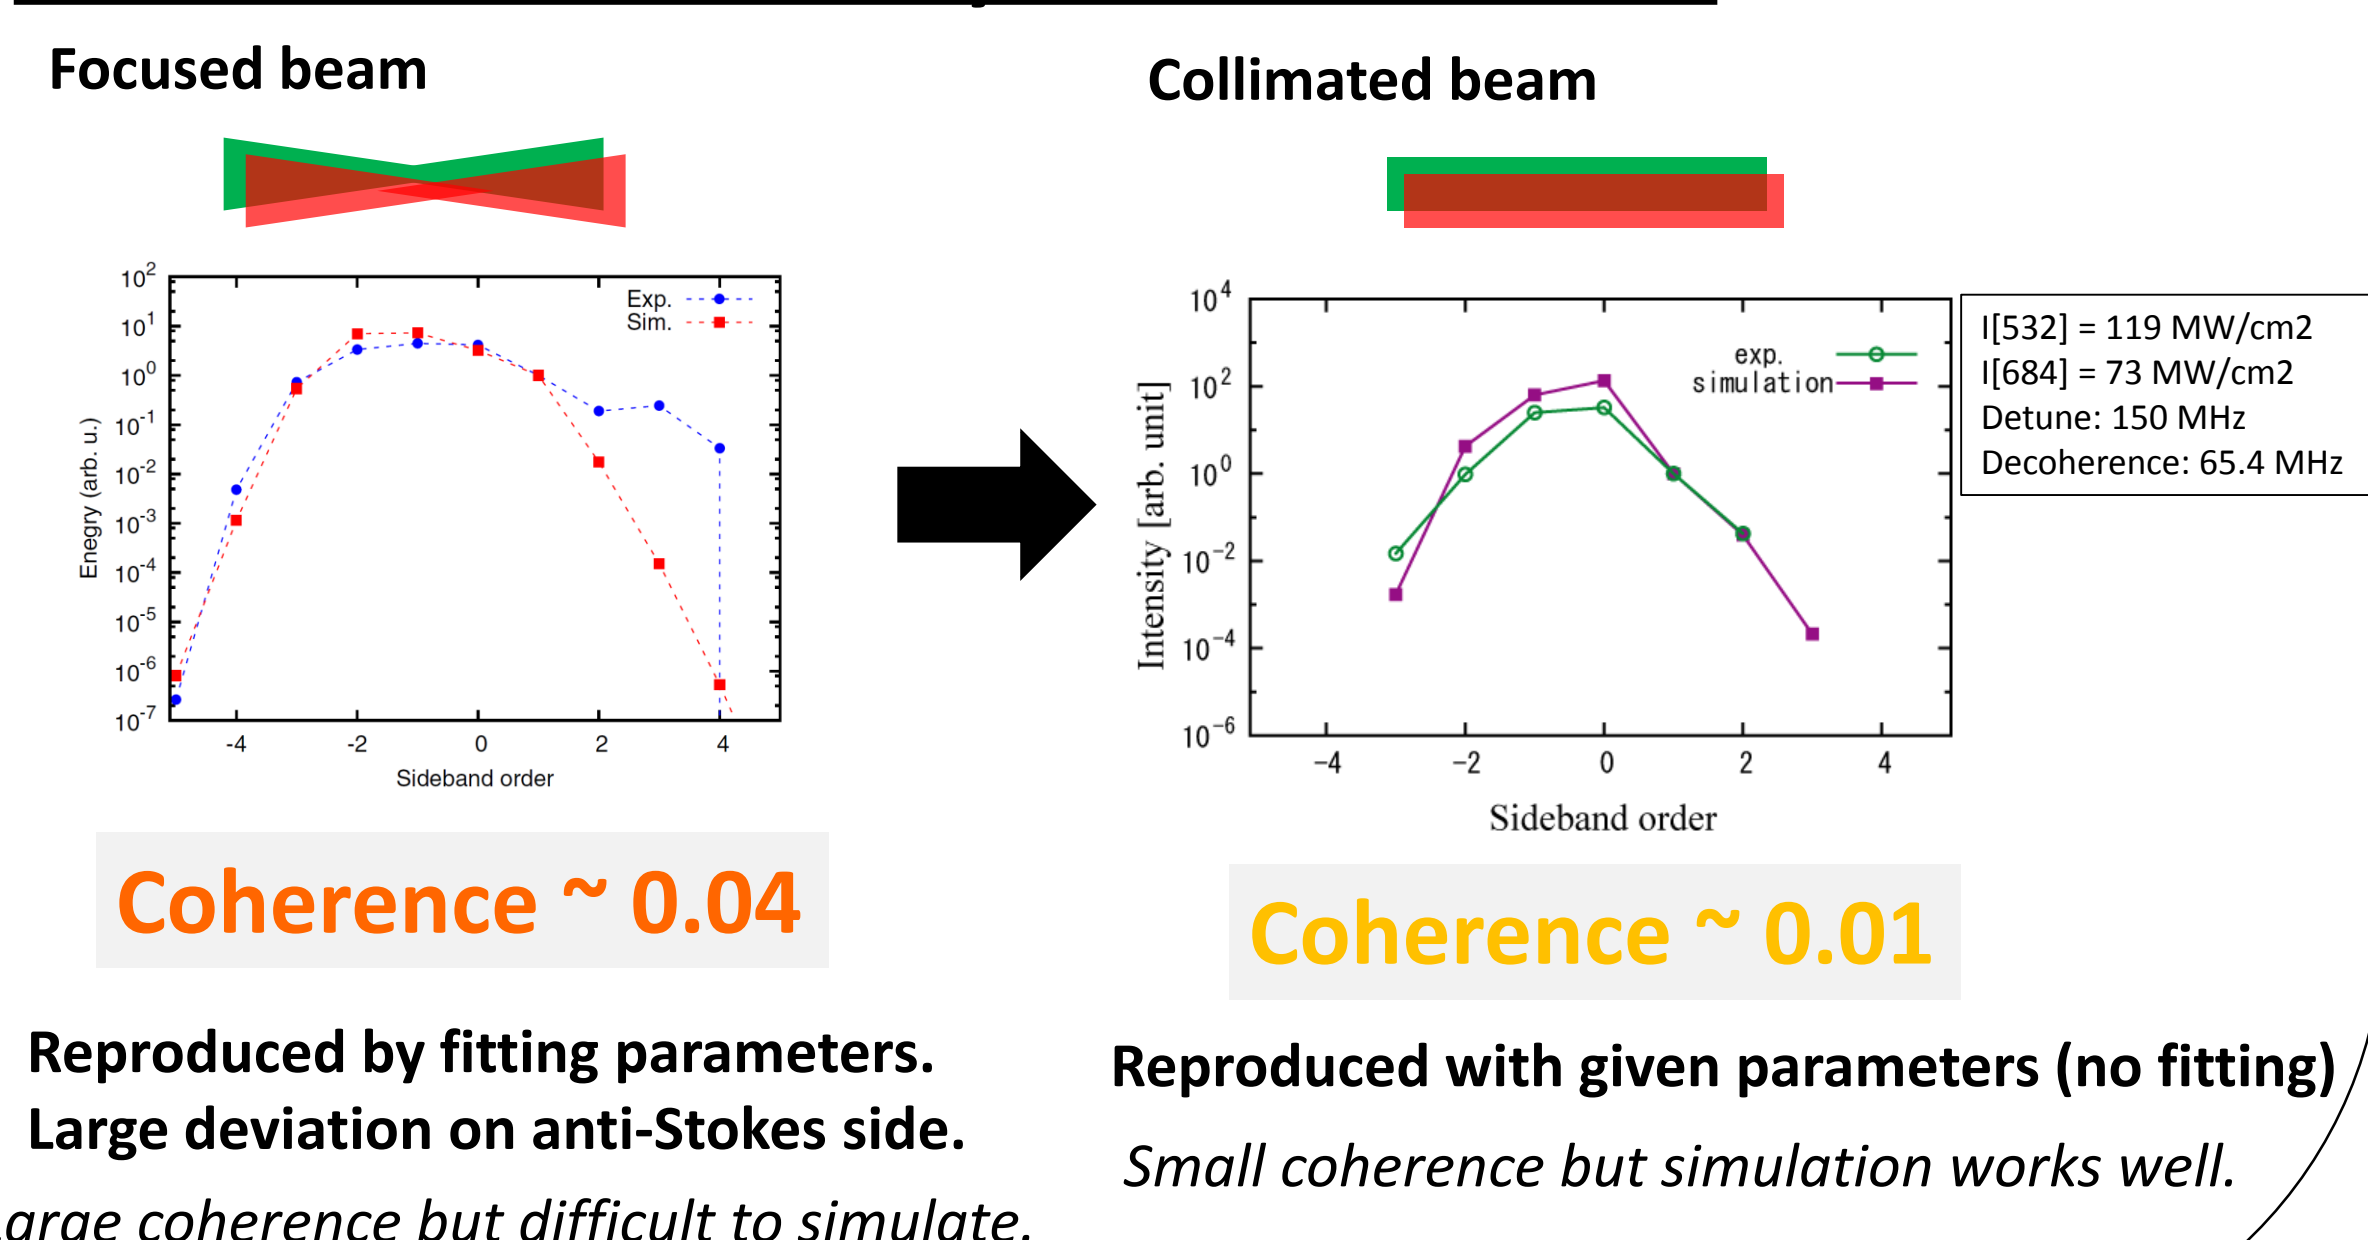 Focused beam
Collimated beam
10^2
10^1
10^0
10^-1
10^-2
10^-3
10^-4
10^-5
10^-6
10^-7
Enegry (arb. u.)
Exp.
Sim.
-4 -2 0 2 4
Sideband order
10^4
10^2
10^0
10^-2
10^-4
10^-6
Intensity [arb. unit]
exp.
simulation
-4 -2 0 2 4
Sideband order
I[532] = 119 MW/cm2
I[684] = 73 MW/cm2
Detune: 150 MHz
Decoherence: 65.4 MHz
Coherence ~ 0.04
Coherence ~ 0.01
Reproduced by fitting parameters.
Large deviation on anti-Stokes side.
coherence but difficult to simulate.
Reproduced with given parameters (no fitting)
Small coherence but simulation works well.